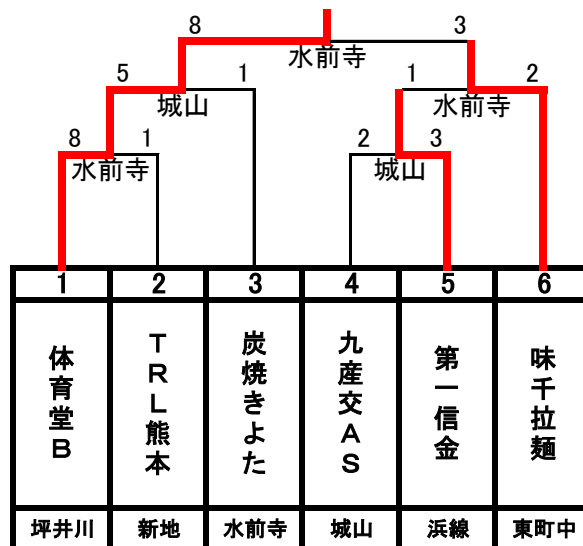 8 3
水前寺
5 1 1 2
城山 水前寺
8 1 2 3
水前寺 城山
1 2 3 4 5 6
体育堂B
TRL熊本
炭焼きよた
九産交AS
第一信金
味千拉麺
坪井川 新地 水前寺 城山 浜線 東町中